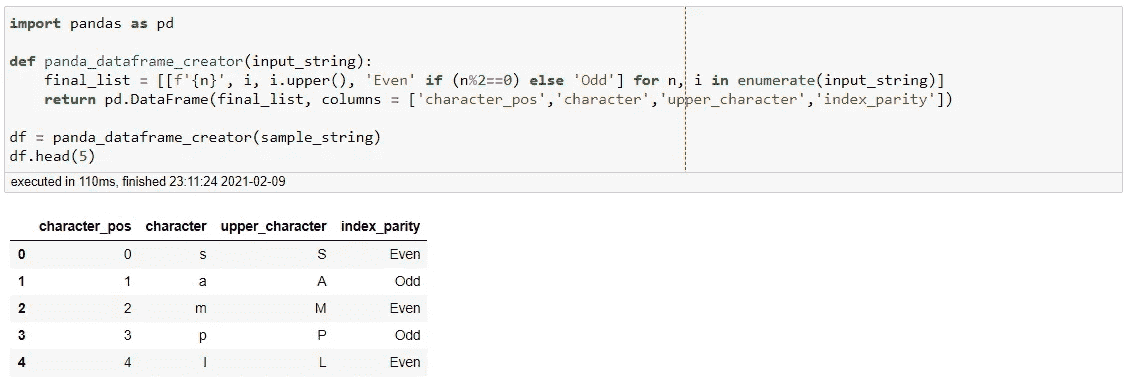 import pandas as pd
def panda_dataframe_creator(input_string):
    final_list = [[f'{n}', i, i.upper(), 'Even' if (n%2==0) else 'Odd'] for n, i in enumerate(input_string)]
    return pd.DataFrame(final_list, columns = ['character_pos','character','upper_character','index_parity'])
df = panda_dataframe_creator(sample_string)
df.head(5)
executed in 110ms, finished 23:11:24 2021-02-09
character_pos character upper_character index_parity
0 0 s S Even
1 1 a A Odd
2 2 m M Even
3 3 p P Odd
4 4 l L Even